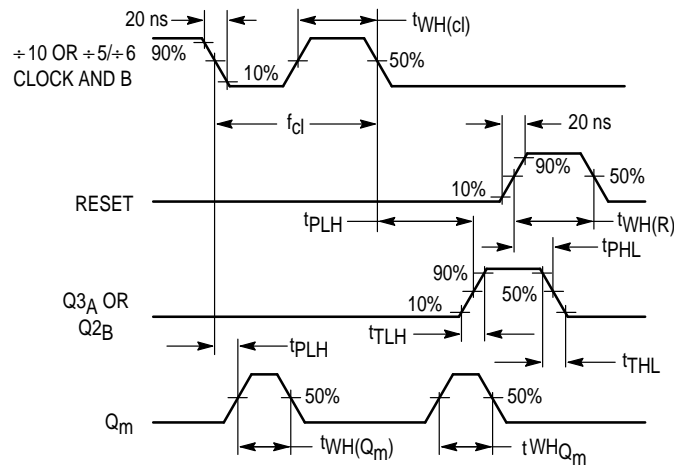 20 ns
tWH(cl)
÷10 OR ÷5/÷6
CLOCK AND B
90%
10%
50%
fcl
20 ns
90%
50%
10%
RESET
tPLH
tWH(R)
tPHL
90%
Q3A OR
Q2B
10%
50%
tTLH
tPLH
tTHL
50%
50%
Qm
tWH(Qm)
tWHQm